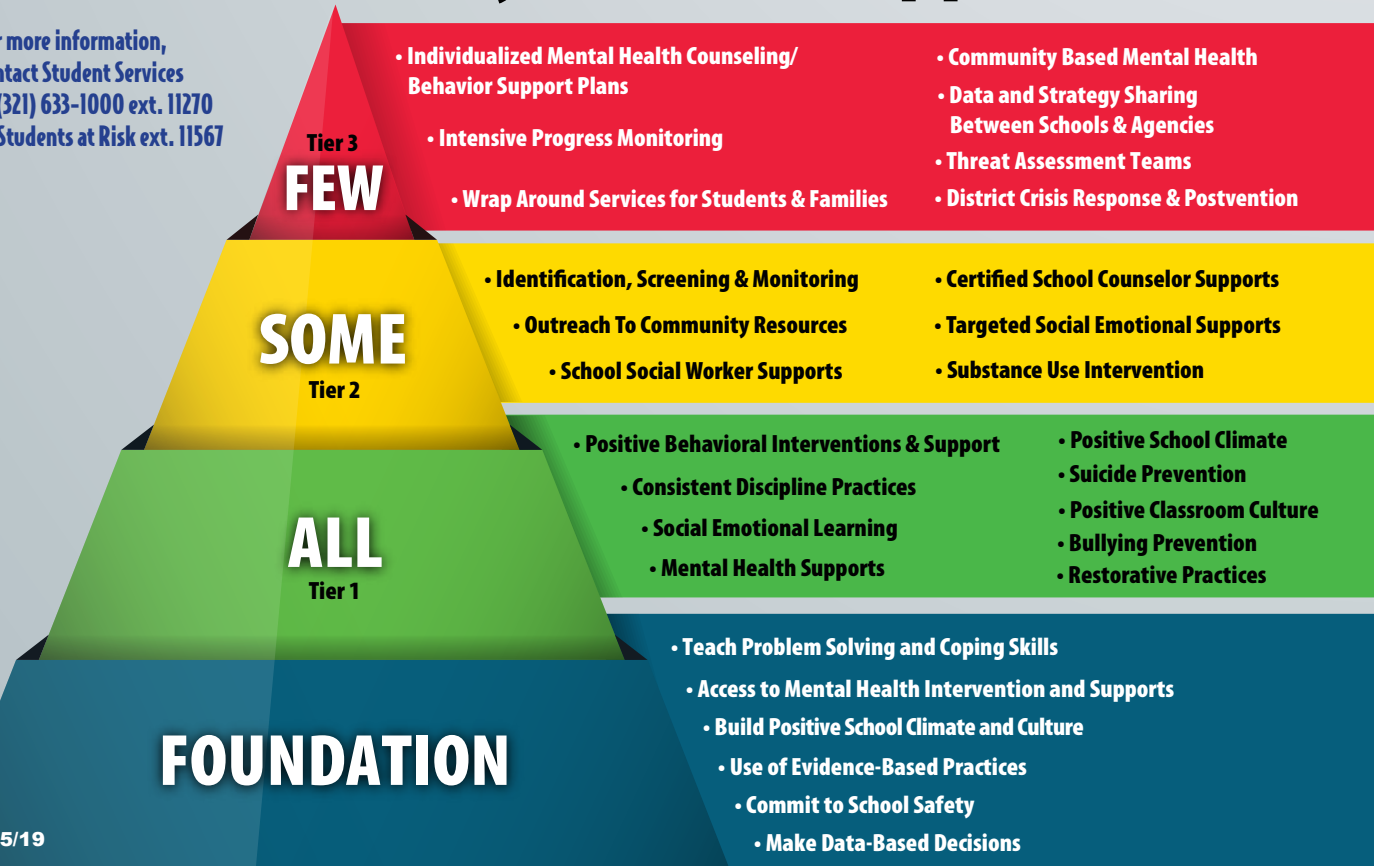 r more information,
ntact Student Services
(321) 633-1000 ext. 11270
Students at Risk ext. 11567
Tier 3
FEW
• Individualized Mental Health Counseling/
Behavior Support Plans
• Intensive Progress Monitoring
• Wrap Around Services for Students & Families
• Community Based Mental Health
• Data and Strategy Sharing
Between Schools & Agencies
• Threat Assessment Teams
• District Crisis Response & Postvention
SOME
Tier 2
• Identification, Screening & Monitoring
• Outreach To Community Resources
• School Social Worker Supports
• Certified School Counselor Supports
• Targeted Social Emotional Supports
• Substance Use Intervention
ALL
Tier 1
• Positive Behavioral Interventions & Support
• Consistent Discipline Practices
• Social Emotional Learning
• Mental Health Supports
• Positive School Climate
• Suicide Prevention
• Positive Classroom Culture
• Bullying Prevention
• Restorative Practices
FOUNDATION
• Teach Problem Solving and Coping Skills
• Access to Mental Health Intervention and Supports
• Build Positive School Climate and Culture
• Use of Evidence-Based Practices
• Commit to School Safety
• Make Data-Based Decisions
5/19